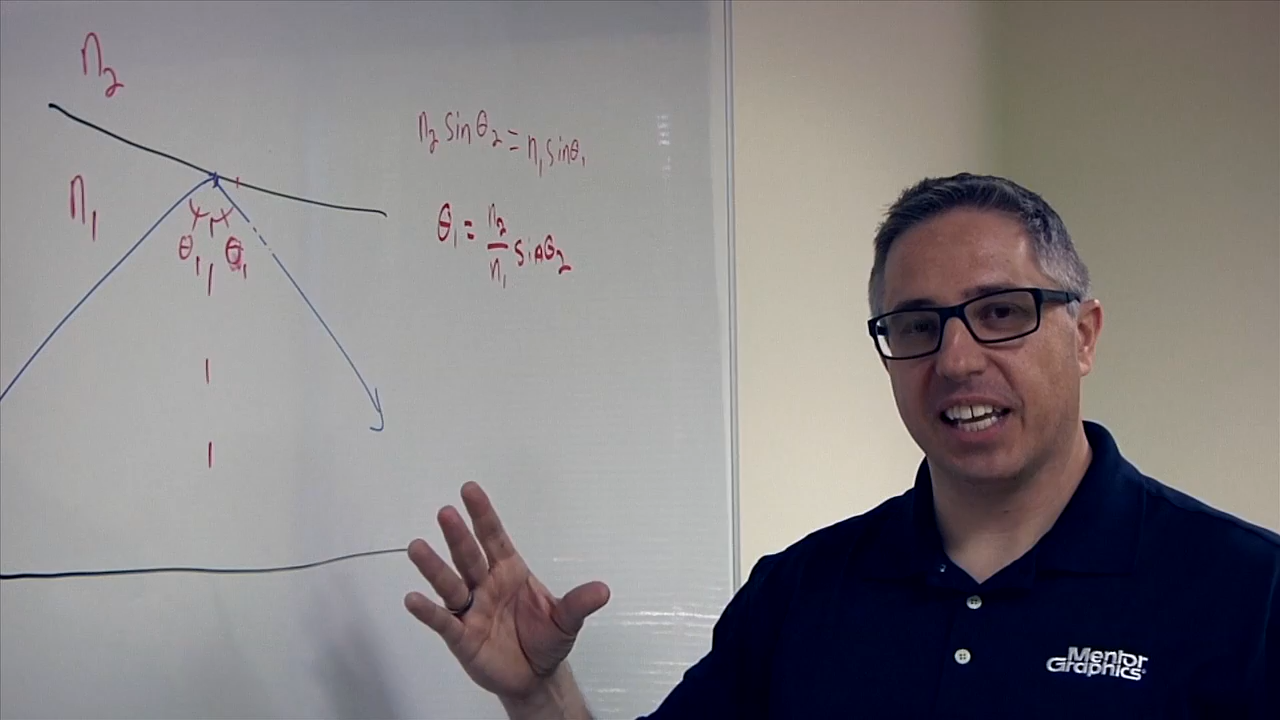 n₂
n₁
θ₁ θ₁
n₂ sin θ₂ = n₁ sin θ₁
θ₁ = n₂/n₁ sin θ₂
Mentor
Graphics®